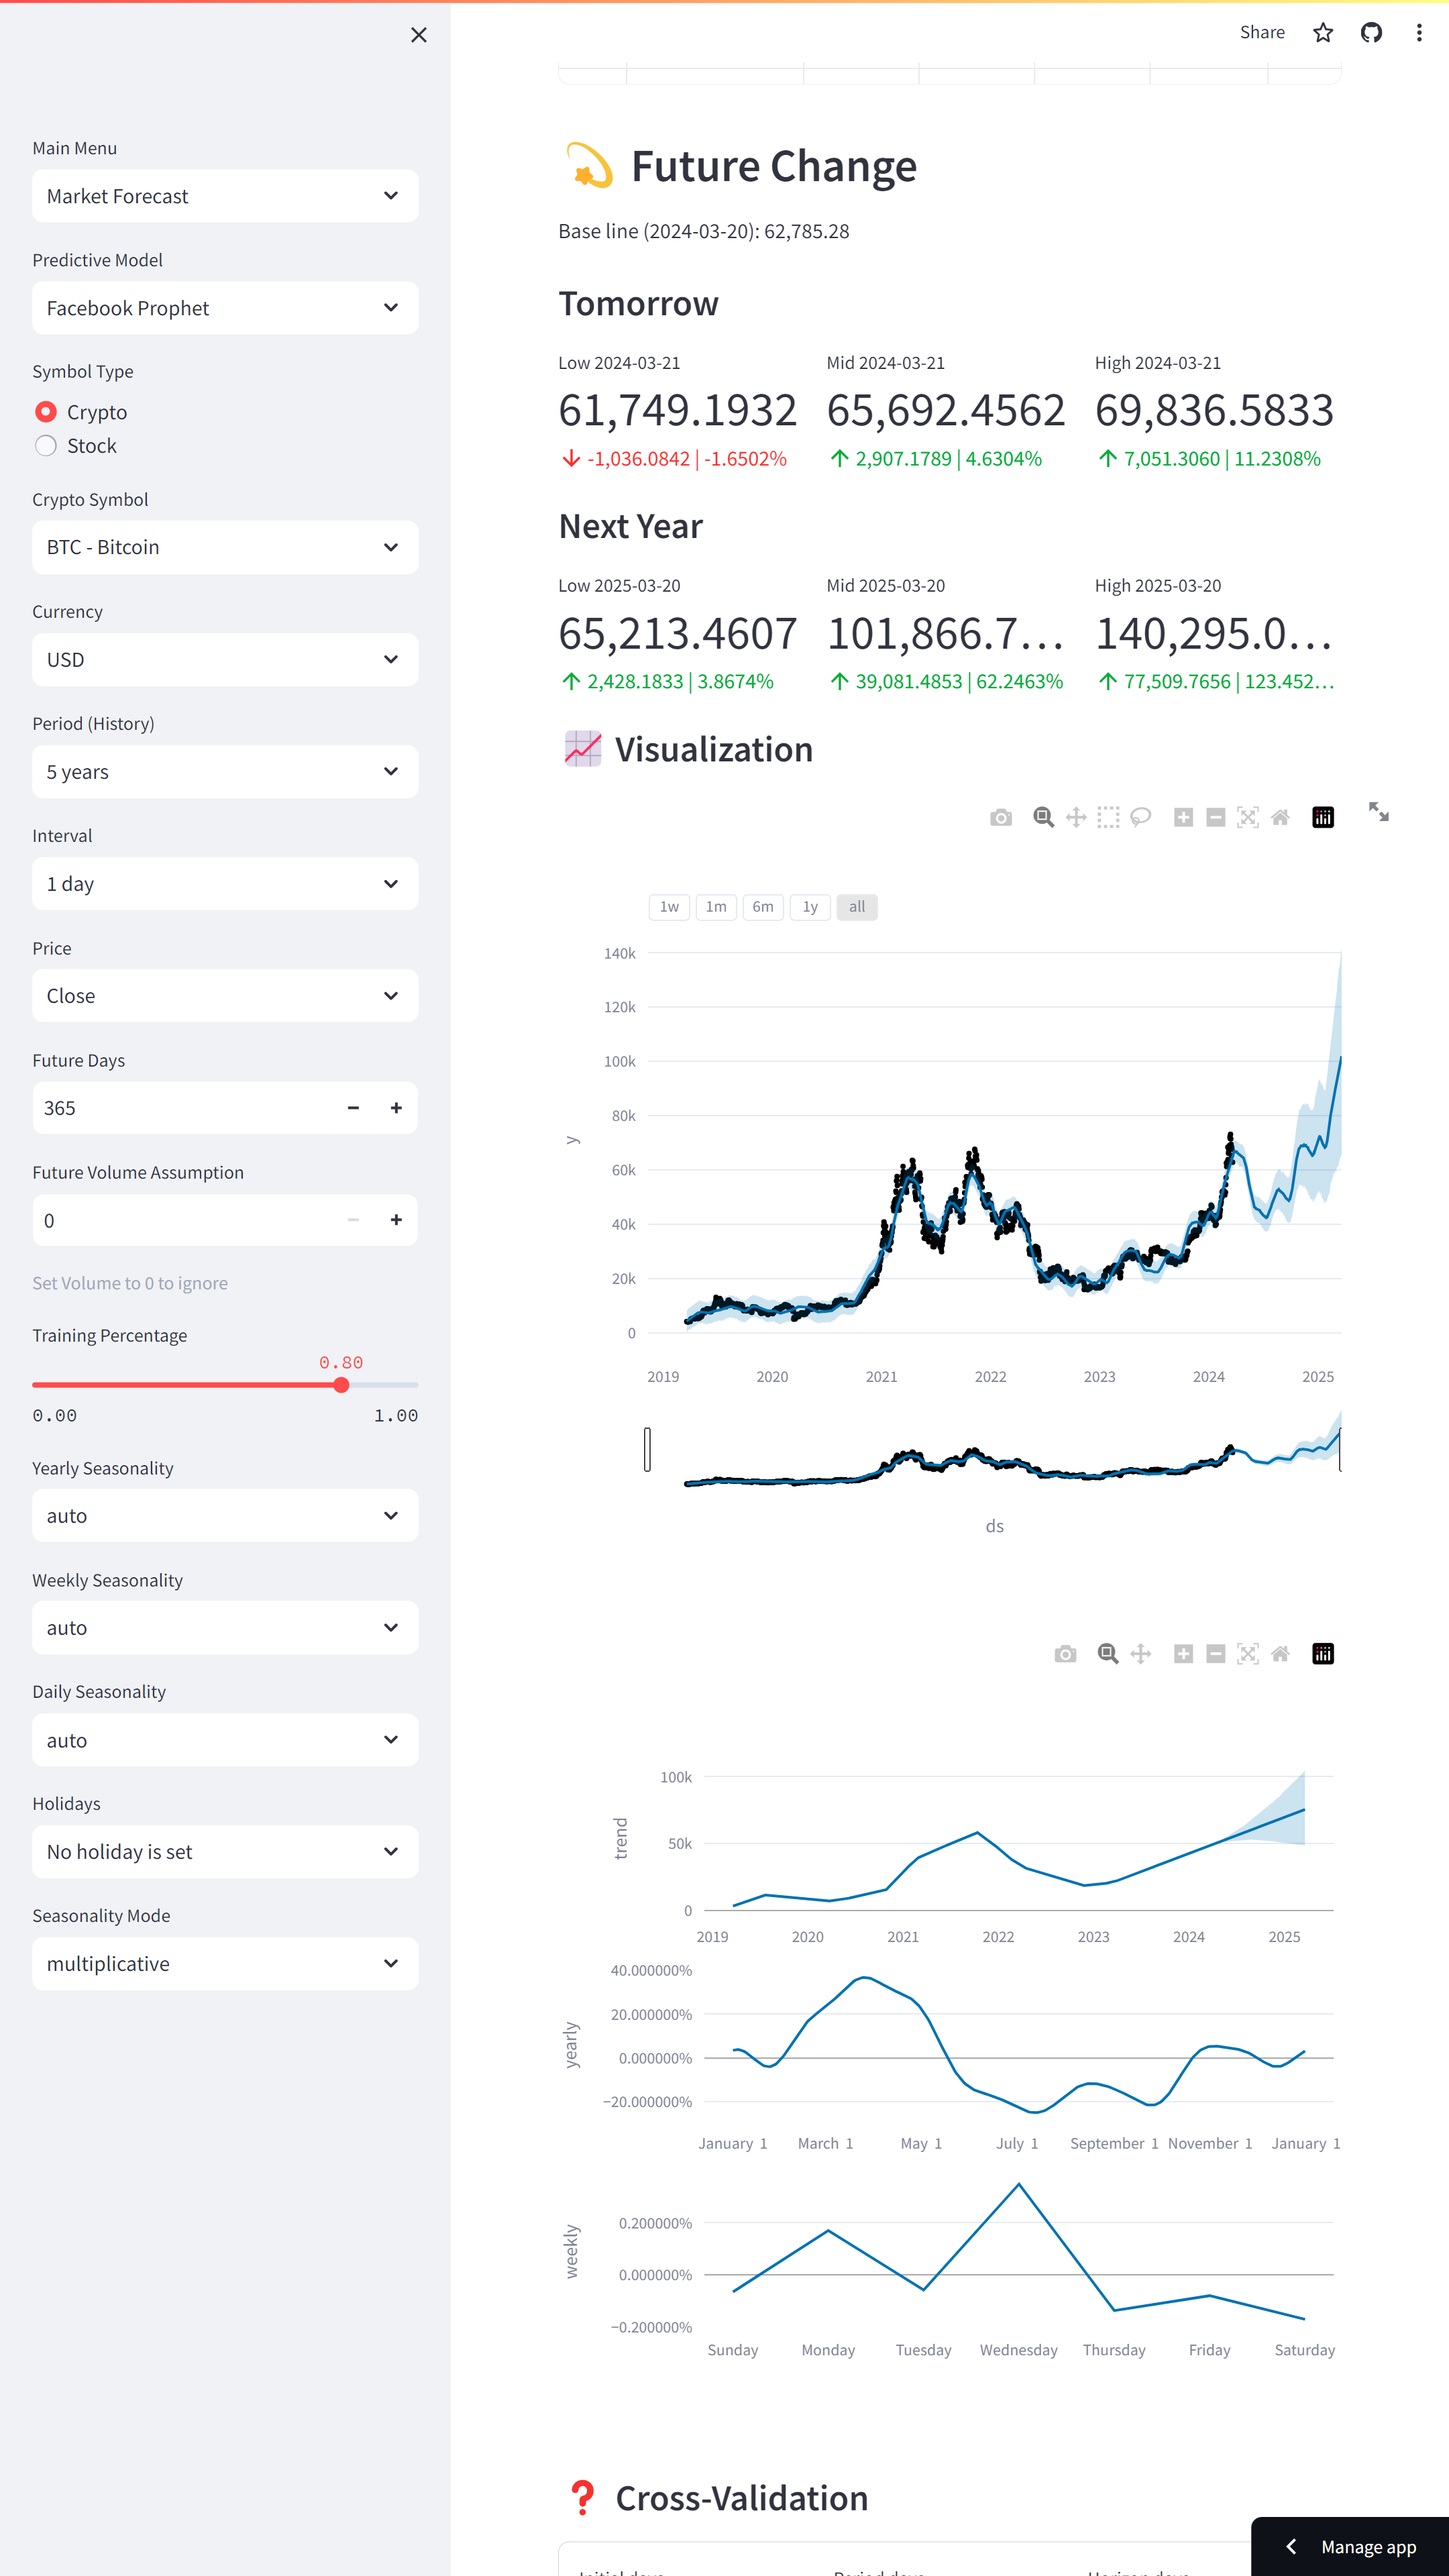 Share
Main Menu
Market Forecast
Predictive Model
Facebook Prophet
Symbol Type
Crypto
Stock
Crypto Symbol
BTC - Bitcoin
Currency
USD
Period (History)
5 years
Interval
1 day
Price
Close
Future Days
365
Future Volume Assumption
0
Set Volume to 0 to ignore
Training Percentage
0.80
0.00 1.00
Yearly Seasonality
auto
Weekly Seasonality
auto
Daily Seasonality
auto
Holidays
No holiday is set
Seasonality Mode
multiplicative
Future Change
Base line (2024-03-20): 62,785.28
Tomorrow
Low 2024-03-21 Mid 2024-03-21 High 2024-03-21
61,749.1932 65,692.4562 69,836.5833
-1,036.0842 | -1.6502% 2,907.1789 | 4.6304% 7,051.3060 | 11.2308%
Next Year
Low 2025-03-20 Mid 2025-03-20 High 2025-03-20
65,213.4607 101,866.7… 140,295.0…
2,428.1833 | 3.8674% 39,081.4853 | 62.2463% 77,509.7656 | 123.452…
Visualization
1w 1m 6m 1y all
140k
120k
100k
80k
y
60k
40k
20k
0
2019 2020 2021 2022 2023 2024 2025
ds
100k
trend
50k
0
2019 2020 2021 2022 2023 2024 2025
40.000000%
20.000000%
yearly
0.000000%
−20.000000%
January 1 March 1 May 1 July 1 September 1 November 1 January 1
0.200000%
weekly
0.000000%
−0.200000%
Sunday Monday Tuesday Wednesday Thursday Friday Saturday
Cross-Validation
Manage app
Initial days Period days Horizon days